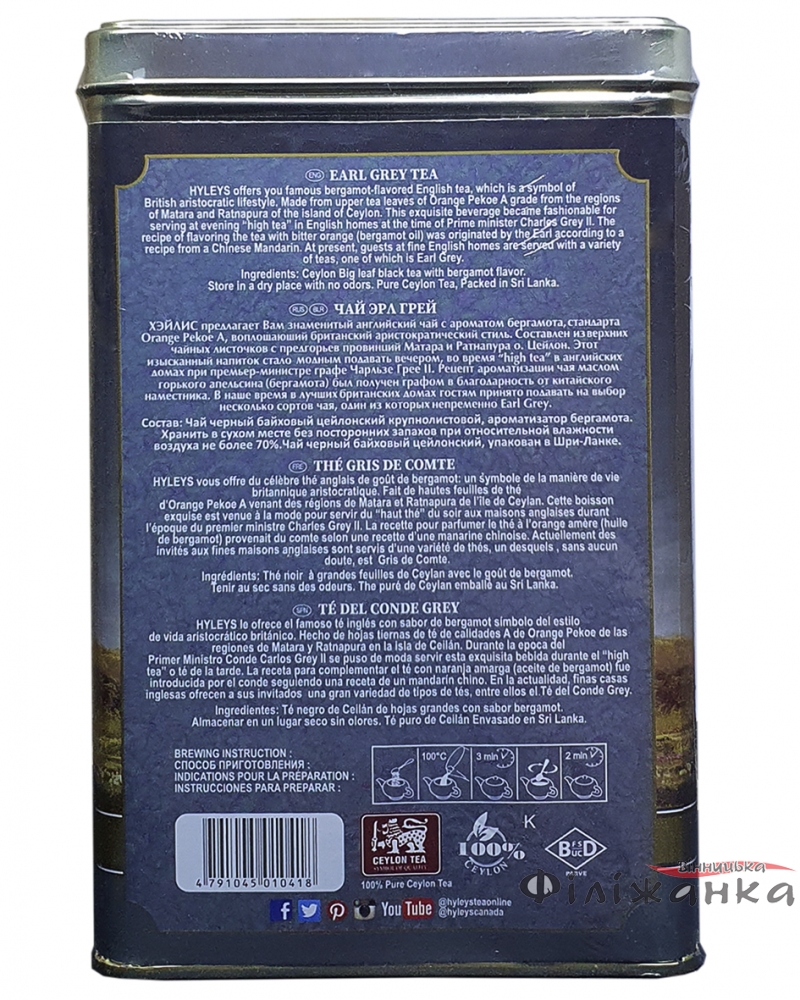 ENG EARL GREY TEA
HYLEYS offers you famous bergamot-flavored English tea, which is a symbol of
British aristocratic lifestyle. Made from upper tea leaves of Orange Pekoe A grade from the regions
of Matara and Ratnapura of the island of Ceylon. This exquisite beverage became fashionable for
serving at evening "high tea" in English homes at the time of Prime minister Charles Grey II. The
recipe of flavoring the tea with bitter orange (bergamot oil) was originated by the Earl according to a
recipe from a Chinese Mandarin. At present, guests at fine English homes are served with a variety
of teas, one of which is Earl Grey.
Ingredients: Ceylon Big leaf black tea with bergamot flavor.
Store in a dry place with no odors. Pure Ceylon Tea, Packed in Sri Lanka.
RUS BLR ЧАЙ ЭРЛ ГРЕЙ
ХЭЙЛИС предлагает Вам знаменитый английский чай с ароматом бергамота, стандарта
Orange Pekoe A, воплощающий британский аристократический стиль. Составлен из верхних
чайных листочков с предгорьев провинций Матара и Ратнапура о. Цейлон. Этот
изысканный напиток стало модным подавать вечером, во время "high tea" в английских
домах при премьер-министре графе Чарльзе Грее II. Рецепт ароматизации чая маслом
горького апельсина (бергамота) был получен графом в благодарность от китайского
наместника. В наше время в лучших британских домах гостям принято подавать на выбор
несколько сортов чая, один из которых непременно Earl Grey.
Состав: Чай черный байховый цейлонский крупнолистовой, ароматизатор бергамота.
Хранить в сухом месте без посторонних запахов при относительной влажности
воздуха не более 70%.Чай черный байховый цейлонский, упакован в Шри-Ланке.
FRE THÉ GRIS DE COMTE
HYLEYS vous offre du célèbre thé anglais de goût de bergamot: un symbole de la manière de vie
britannique aristocratique. Fait de hautes feuilles de thé
d'Orange Pekoe A venant des régions de Matara et Ratnapura de l'île de Ceylan. Cette boisson
exquise est venue à la mode pour servir du "haut thé" du soir aux maisons anglaises durant
l'époque du premier ministre Charles Grey II. La recette pour parfumer le thé à l'orange amère (huile
de bergamot) provenait du comte selon une recette d'une manarine chinoise. Actuellement des
invités aux fines maisons anglaises sont servis d'une variété de thés, un desquels , sans aucun
doute, est Gris de Comte.
Ingrédients: Thé noir à grandes feuilles de Ceylan avec le goût de bergamot.
Tenir au sec sans des odeurs. The puré de Ceylan emballé au Sri Lanka.
SPN TÉ DEL CONDE GREY
HYLEYS le ofrece el famoso té inglés con sabor de bergamot símbolo del estilo
de vida aristocrático británico. Hecho de hojas tiernas de té de calidades A de Orange Pekoe de las
regiones de Matara y Ratnapura en la isla de Ceilán. Durante la epoca del
Primer Ministro Conde Carlos Grey II se puso de moda servir esta exquisita bebida durante el "high
tea" o té de la tarde. La receta para complementar el té con naranja amarga (aceite de bergamot) fue
introducida por el conde seguiendo una receta de un mandarín chino. En la actualidad, finas casas
inglesas ofrecen a sus invitados una gran variedad de tipos de tés, entre ellos el Té del Conde Grey.
Ingredientes: Té negro de Ceilán de hojas grandes con sabor bergamot.
Almacenar en un lugar seco sin olores. Té puro de Ceilán Envasado en Sri Lanka.
BREWING INSTRUCTION :
СПОСОБ ПРИГОТОВЛЕНИЯ :
INDICATIONS POUR LA PRÉPARATION :
INSTRUCCIONES PARA PREPARAR :
100°C 3 min 2 min
4 791045 010418
CEYLON TEA
SYMBOL OF QUALITY
100% Pure Ceylon Tea
100%
CEYLON
K
B FS UC D
PAREVE
You Tube
@hyleysteaonline
@hyleyscanada
вінницька
Філіжанка